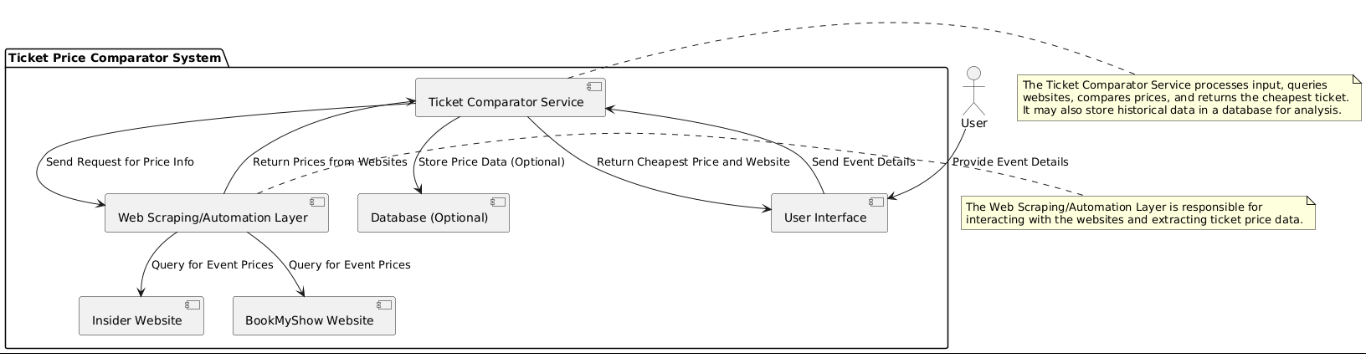 Ticket Price Comparator System
Ticket Comparator Service
User
The Ticket Comparator Service processes input, queries
websites, compares prices, and returns the cheapest ticket.
It may also store historical data in a database for analysis.
Send Request for Price Info
Return Prices from Websites
Store Price Data (Optional)
Return Cheapest Price and Website
Send Event Details
Provide Event Details
Web Scraping/Automation Layer
Database (Optional)
User Interface
The Web Scraping/Automation Layer is responsible for
interacting with the websites and extracting ticket price data.
Query for Event Prices
Query for Event Prices
Insider Website
BookMyShow Website